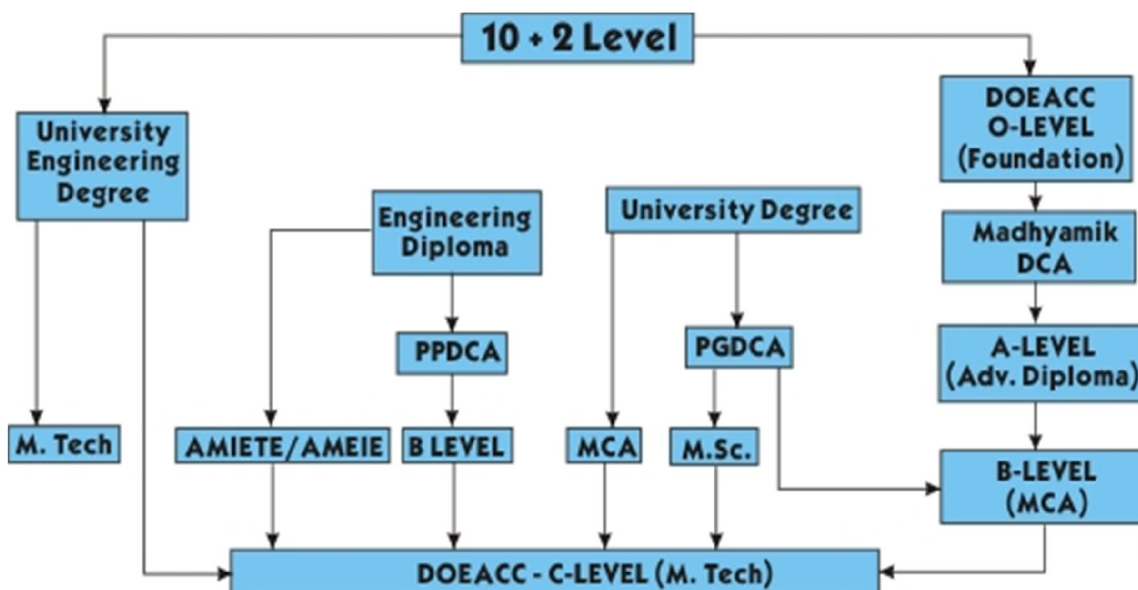 10 + 2 Level
University
Engineering
Degree
DOEACC
O-LEVEL
(Foundation)
Engineering
Diploma
University Degree
Madhyamik
DCA
PPDCA
PGDCA
A-LEVEL
(Adv. Diploma)
M. Tech
AMIETE/AMEIE
B LEVEL
MCA
M.Sc.
B-LEVEL
(MCA)
DOEACC - C-LEVEL (M. Tech)